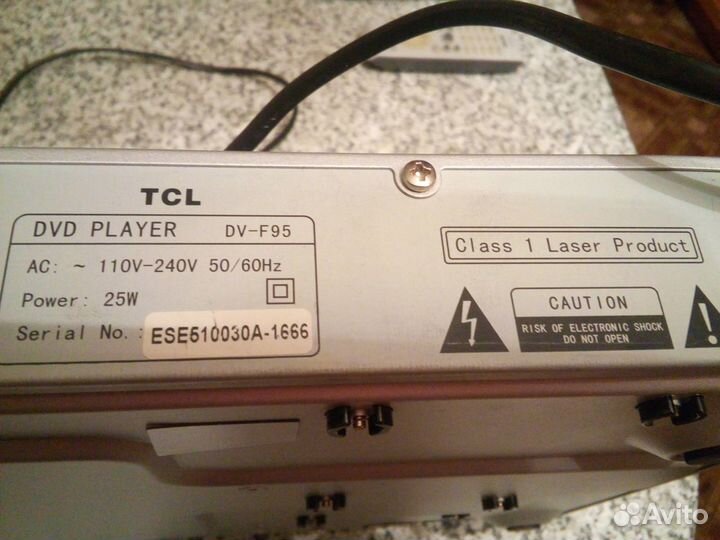 TCL
DVD PLAYER DV-F95
AC: ~ 110V-240V 50/60Hz
Power: 25W
Serial No.: ESE510030A-1666
Class 1 Laser Product
CAUTION
RISK OF ELECTRONIC SHOCK
DO NOT OPEN
Avito